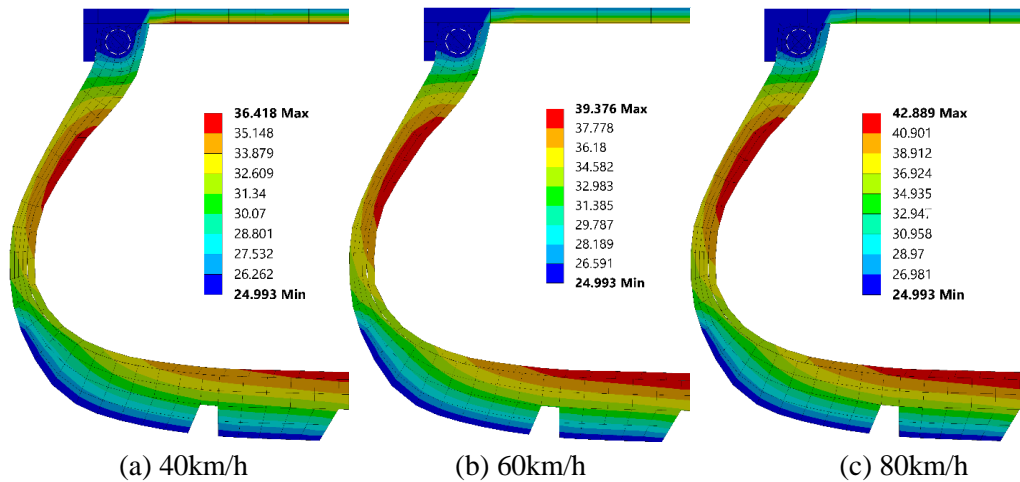 36.418 Max
35.148
33.879
32.609
31.34
30.07
28.801
27.532
26.262
24.993 Min
39.376 Max
37.778
36.18
34.582
32.983
31.385
29.787
28.189
26.591
24.993 Min
42.889 Max
40.901
38.912
36.924
34.935
32.947
30.958
28.97
26.981
24.993 Min
(a) 40km/h
(b) 60km/h
(c) 80km/h